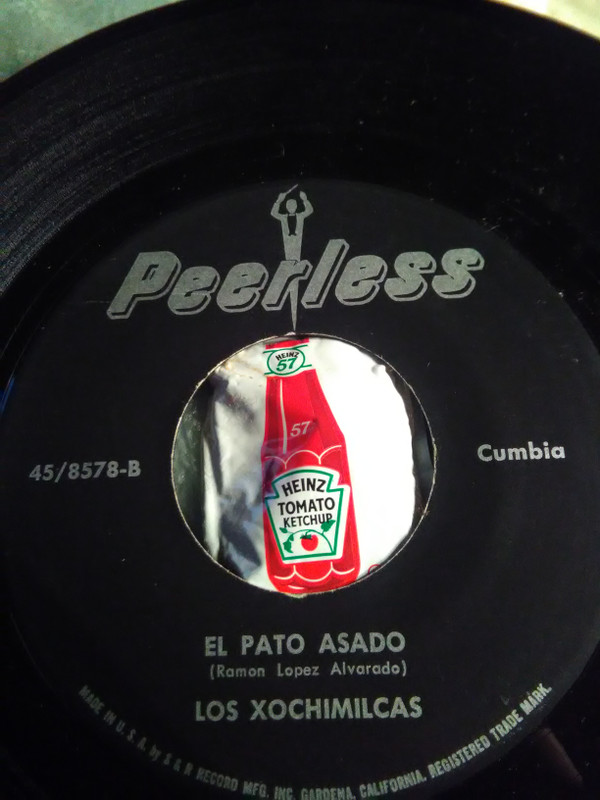 Peerless
HEINZ
57
57
45/8578-B
Cumbia
HEINZ
TOMATO
KETCHUP
EL PATO ASADO
(Ramon Lopez Alvarado)
LOS XOCHIMILCAS
MADE IN U.S.A. by S & R RECORD MFG. INC. GARDENA, CALIFORNIA. REGISTERED TRADE MARK.